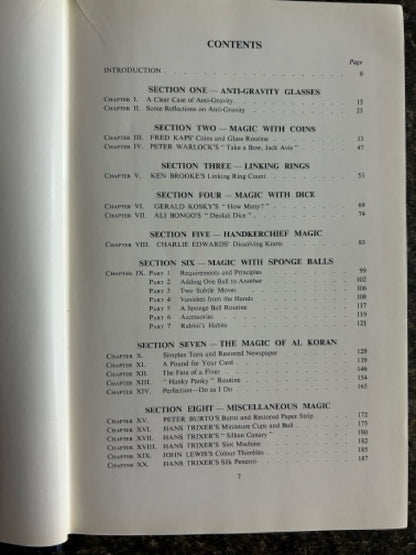 CONTENTS
Page
INTRODUCTION . . . . . . . . . . 9
SECTION ONE — ANTI-GRAVITY GLASSES
CHAPTER I. A Clear Case of Anti-Gravity. . . . . . . . 15
CHAPTER II. Some Reflections on Anti-Gravity . . . . . . . 23
SECTION TWO — MAGIC WITH COINS
CHAPTER III. FRED KAPS' Coins and Glass Routine . . . . . . 33
CHAPTER IV. PETER WARLOCK'S "Take a Bow, Jack Avis" . . . . . 47
SECTION THREE — LINKING RINGS
CHAPTER V. KEN BROOKE'S Linking Ring Count . . . . . . 53
SECTION FOUR — MAGIC WITH DICE
CHAPTER VI. GERALD KOSKY'S "How Many?" . . . . . . . 69
CHAPTER VII. ALI BONGO'S "Deolali Dice" . . . . . . . 74
SECTION FIVE — HANDKERCHIEF MAGIC
CHAPTER VIII. CHARLIE EDWARDS' Dissolving Knots . . . . . . 83
SECTION SIX — MAGIC WITH SPONGE BALLS
CHAPTER IX. PART 1 Requirements and Principles . . . . . . 99
PART 2 Adding One Ball to Another . . . . . . 102
PART 3 Two Subtle Moves . . . . . . . 106
PART 4 Vanishes from the Hands . . . . . . . 108
PART 5 A Sponge Ball Routine . . . . . . . 117
PART 6 Accessories . . . . . . . . 119
PART 7 Rabbit's Habits . . . . . . . . 121
SECTION SEVEN — THE MAGIC OF AL KORAN
CHAPTER X. Simplex Torn and Restored Newspaper . . . . . . 129
CHAPTER XI. A Pound for Your Card . . . . . . . . 139
CHAPTER XII. The Fate of a Fiver . . . . . . . . 146
CHAPTER XIII. "Hanky Panky" Routine . . . . . . . 154
CHAPTER XIV. Perfection—Do as I Do . . . . . . . 165
SECTION EIGHT — MISCELLANEOUS MAGIC
CHAPTER XV. PETER BURTO'S Burnt and Restored Paper Strip . . . . 172
CHAPTER XVI. HANS TRIXER'S Miniature Cups and Ball . . . . . 175
CHAPTER XVII. HANS TRIXER'S "Silken Canary" . . . . . . 180
CHAPTER XVIII. HANS TRIXER'S Slot Machine . . . . . . 182
CHAPTER XIX. JOHN LEWIS'S Colour Thimbles . . . . . . 185
CHAPTER XX. HANS TRIXER'S Silk Penetro . . . . . . 187
7